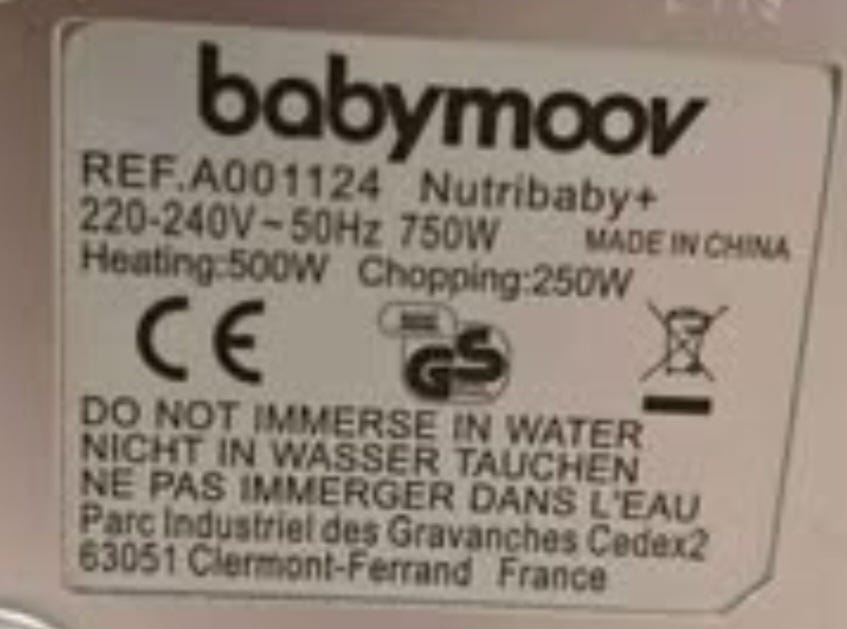 babymoov
REF.A001124 Nutribaby+
220-240V~50Hz 750W MADE IN CHINA
Heating:500W Chopping:250W
CE
GS
DO NOT IMMERSE IN WATER
NICHT IN WASSER TAUCHEN
NE PAS IMMERGER DANS L'EAU
Parc Industriel des Gravanches Cedex2
63051 Clermont-Ferrand France